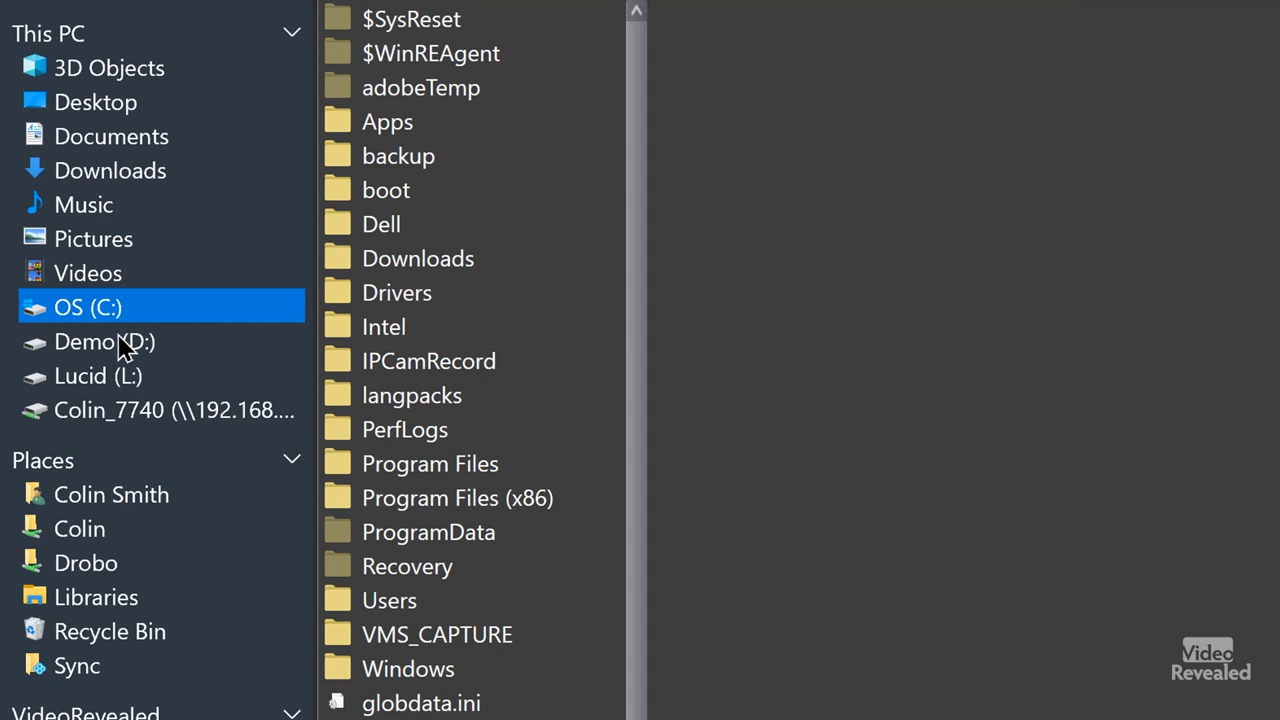 This PC
3D Objects
Desktop
Documents
Downloads
Music
Pictures
Videos
OS (C:)
Demo (D:)
Lucid (L:)
Colin_7740 (\\192.168....
Places
Colin Smith
Colin
Drobo
Libraries
Recycle Bin
Sync
VideoRevealed
$SysReset
$WinREAgent
adobeTemp
Apps
backup
boot
Dell
Downloads
Drivers
Intel
IPCamRecord
langpacks
PerfLogs
Program Files
Program Files (x86)
ProgramData
Recovery
Users
VMS_CAPTURE
Windows
globdata.ini
Video
Revealed